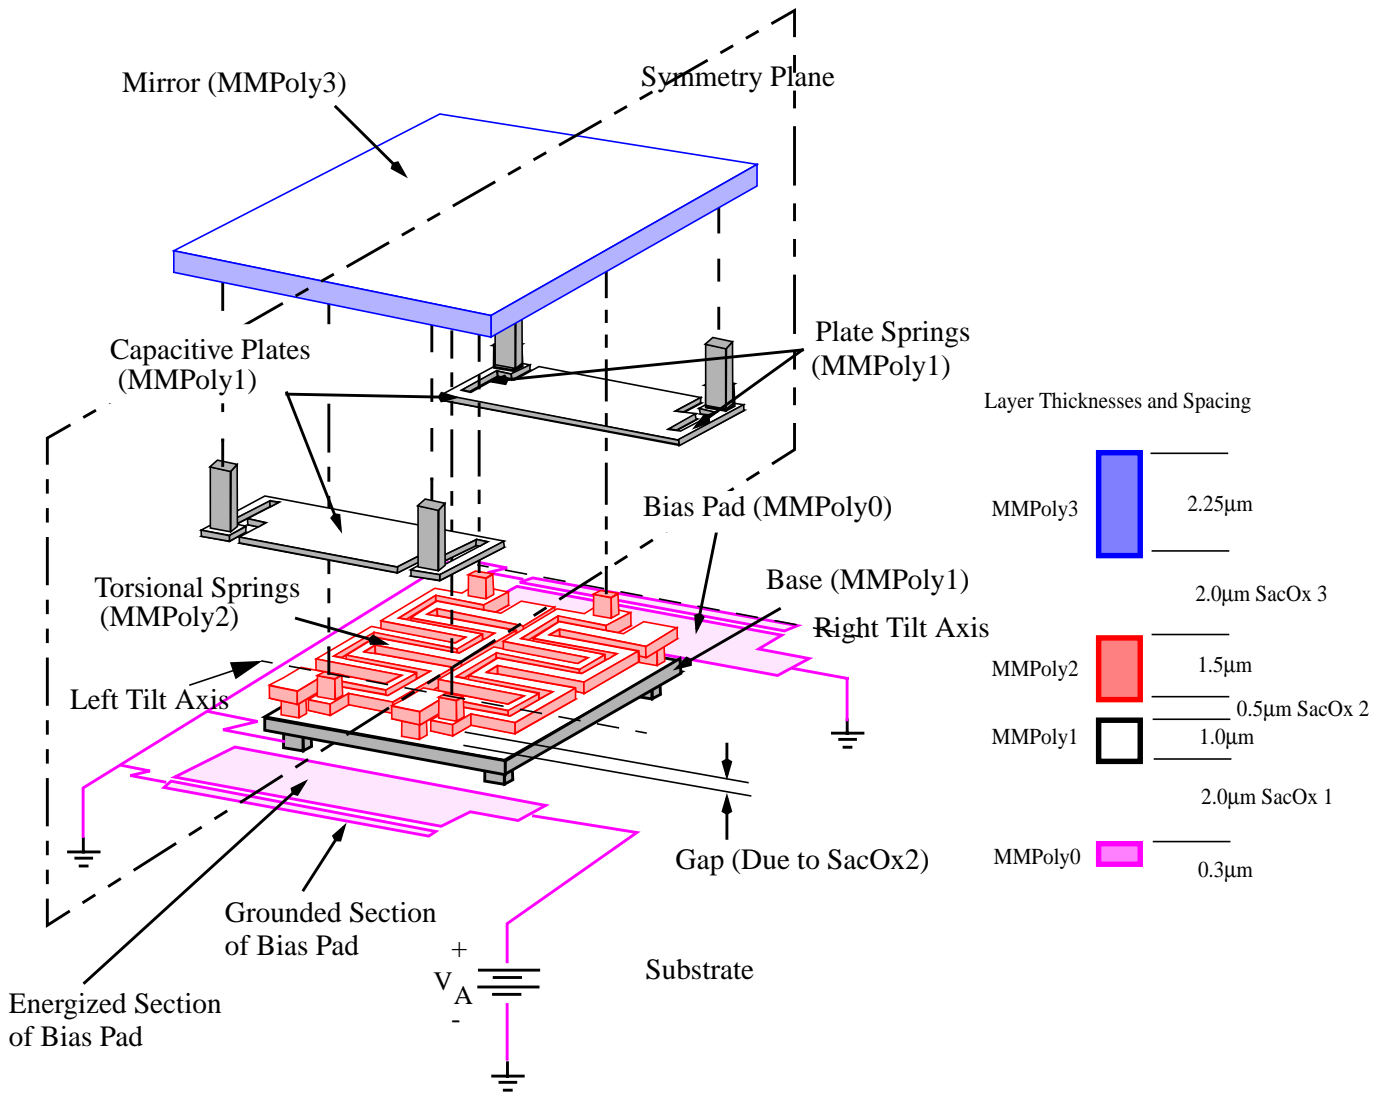 Symmetry Plane
Mirror (MMPoly3)
Plate Springs
(MMPoly1)
Capacitive Plates
(MMPoly1)
Layer Thicknesses and Spacing
MMPoly3
2.25µm
Bias Pad (MMPoly0)
Base (MMPoly1)
Torsional Springs
(MMPoly2)
2.0µm SacOx 3
Right Tilt Axis
MMPoly2
1.5µm
Left Tilt Axis
0.5µm SacOx 2
MMPoly1
1.0µm
2.0µm SacOx 1
Gap (Due to SacOx2)
MMPoly0
0.3µm
Grounded Section
of Bias Pad
+
VA
-
Substrate
Energized Section
of Bias Pad